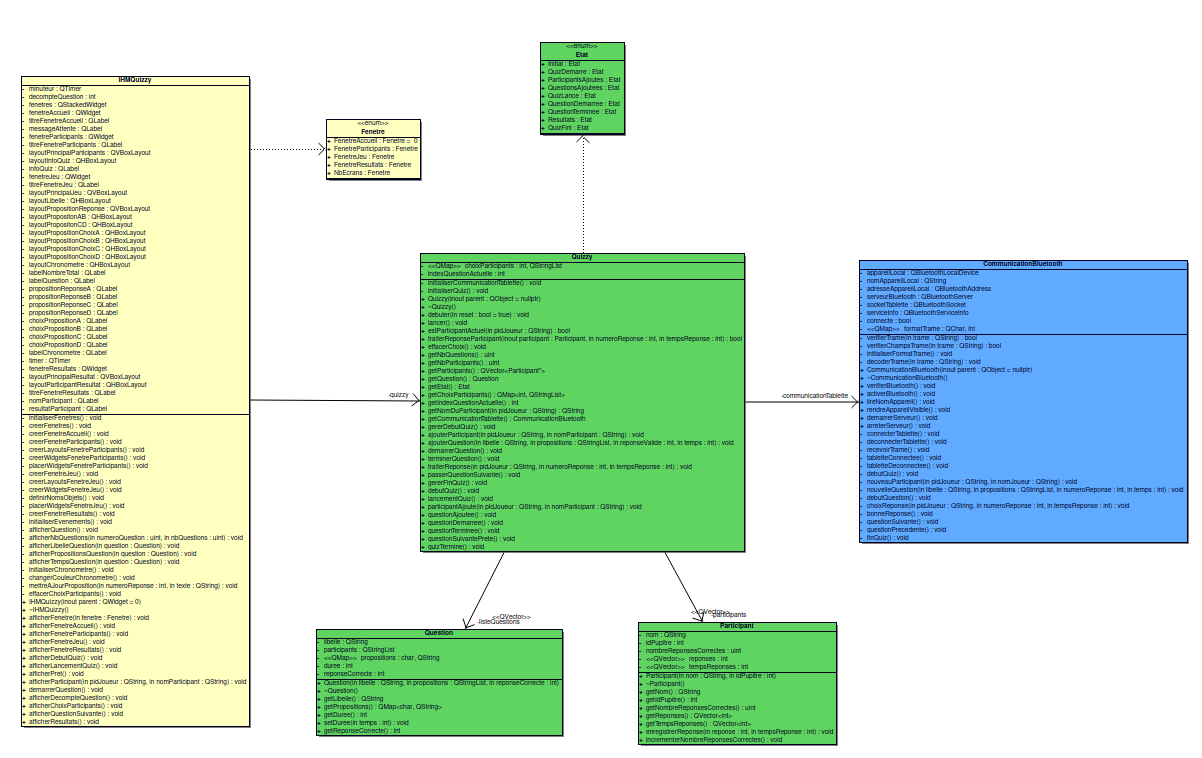 <<enum>>
Etat
+ Initial : Etat
+ QuizDemarre : Etat
+ ParticipantsAjoutes : Etat
+ QuestionsAjoutees : Etat
+ QuizLance : Etat
+ QuestionDemarree : Etat
+ QuestionTerminee : Etat
+ Resultats : Etat
+ QuizFini : Etat
IHMQuizzy
- minuteur : QTimer
- decompteQuestion : int
- fenetres : QStackedWidget
- fenetreAccueil : QWidget
- titreFenetreAccueil : QLabel
- messageAttente : QLabel
- fenetreParticipants : QWidget
- titreFenetreParticipants : QLabel
- layoutPrincipalParticipants : QVBoxLayout
- layoutInfoQuiz : QHBoxLayout
- infoQuiz : QLabel
- fenetreJeu : QWidget
- titreFenetreJeu : QLabel
- layoutPrincipalJeu : QVBoxLayout
- layoutLibelle : QHBoxLayout
- layoutPropositionReponse : QVBoxLayout
- layoutPropositionAB : QHBoxLayout
- layoutPropositonCD : QHBoxLayout
- layoutPropositionChoixA : QHBoxLayout
- layoutPropositionChoixB : QHBoxLayout
- layoutPropositionChoixC : QHBoxLayout
- layoutPropositionChoixD : QHBoxLayout
- layoutChronometre : QHBoxLayout
- labelNombreTotal : QLabel
- labelQuestion : QLabel
- propositionReponseA : QLabel
- propositionReponseB : QLabel
- propositionReponseC : QLabel
- propositionReponseD : QLabel
- choixPropositionA : QLabel
- choixPropositionB : QLabel
- choixPropositionC : QLabel
- choixPropositionD : QLabel
- labelChronometre : QLabel
- timer : QTimer
- fenetreResultats : QWidget
- layoutPrincipalResultat : QVBoxLayout
- layoutParticipantResultat : QHBoxLayout
- titreFenetreResultats : QLabel
- nomParticipant : QLabel
- resultatParticipant : QLabel
- initialiserFenetres() : void
- creerFenetres() : void
- creerFenetreAccueil() : void
- creerFenetreParticipants() : void
- creerLayoutsFenetreParticipants() : void
- creerWidgetsFenetreParticipants() : void
- placerWidgetsFenetreParticipants() : void
- creerFenetreJeu() : void
- creerLayoutsFenetreJeu() : void
- creerWidgetsFenetreJeu() : void
- definirNomsObjets() : void
- placerWidgetsFenetreJeu() : void
- creerFenetreResultats() : void
- initialiserEvenements() : void
- afficherQuestion() : void
- afficherNbQuestions(in numeroQuestion : uint, in nbQuestions : uint) : void
- afficherLibelleQuestion(in question : Question) : void
- afficherPropositionsQuestion(in question : Question) : void
- afficherTempsQuestion(in question : Question) : void
- initialiserChronometre() : void
- changerCouleurChronometre() : void
- mettreAJourProposition(in numeroReponse : int, in texte : QString) : void
- effacerChoixParticipants() : void
+ IHMQuizzy(inout parent : QWidget = 0)
+ ~IHMQuizzy()
+ afficherFenetre(in fenetre : Fenetre) : void
+ afficherFenetreAccueil() : void
+ afficherFenetreParticipants() : void
+ afficherFenetreJeu() : void
+ afficherFenetreResultats() : void
+ afficherDebutQuiz() : void
+ afficherLancementQuiz() : void
+ afficherPret() : void
+ afficherParticipant(in pidJoueur : QString, in nomParticipant : QString) : void
+ demarrerQuestion() : void
+ afficherDecompteQuestion() : void
+ afficherChoixParticipants() : void
+ afficherQuestionSuivante() : void
+ afficherResultats() : void
<<enum>>
Fenetre
+ FenetreAccueil : Fenetre = 0
+ FenetreParticipants : Fenetre
+ FenetreJeu : Fenetre
+ FenetreResultats : Fenetre
+ NbEcrans : Fenetre
-quizzy
Quizzy
- <<QMap>> choixParticipants : int, QStringList
- indexQuestionActuelle : int
- initialiserCommunicationTablette() : void
- initialiserQuiz() : void
+ Quizzy(inout parent : QObject = nullptr)
+ ~Quizzy()
+ debuter(in reset : bool = true) : void
+ lancer() : void
+ estParticipantActuel(in pidJoueur : QString) : bool
+ traiterReponseParticipant(inout participant : Participant, in numeroReponse : int, in tempsReponse : int) : bool
+ effacerChoix() : void
+ getNbQuestions() : uint
+ getNbParticipants() : uint
+ getParticipants() : QVector<Participant*>
+ getQuestion() : Question
+ getEtat() : Etat
+ getChoixParticipants() : QMap<int, QStringList>
+ getIndexQuestionActuelle() : int
+ getNomDuParticipant(in pidJoueur : QString) : QString
+ getCommunicationTablette() : CommunicationBluetooth
+ gererDebutQuiz() : void
+ ajouterParticipant(in pidJoueur : QString, in nomParticipant : QString) : void
+ ajouterQuestion(in libelle : QString, in propositions : QStringList, in reponseValide : int, in temps : int) : void
+ demarrerQuestion() : void
+ terminerQuestion() : void
+ traiterReponse(in pidJoueur : QString, in numeroReponse : int, in tempsReponse : int) : void
+ passerQuestionSuivante() : void
+ gererFinQuiz() : void
+ debutQuiz() : void
+ lancementQuiz() : void
+ participantAjoute(in pidJoueur : QString, in nomParticipant : QString) : void
+ questionAjoutee() : void
+ questionDemarree() : void
+ questionTerminee() : void
+ questionSuivantePrete() : void
+ quizTermine() : void
-communicationTablette
CommunicationBluetooth
- appareilLocal : QBluetoothLocalDevice
- nomAppareilLocal : QString
- adresseAppareilLocal : QBluetoothAddress
- serveurBluetooth : QBluetoothServer
- socketTablette : QBluetoothSocket
- serviceInfo : QBluetoothServiceInfo
- connecte : bool
- <<QMap>> formatTrame : QChar, int
- verifierTrame(in trame : QString) : bool
- verifierChampsTrame(in trame : QString) : bool
- initialiserFormatTrame() : void
- decoderTrame(in trame : QString) : void
+ CommunicationBluetooth(inout parent : QObject = nullptr)
+ ~CommunicationBluetooth()
+ verifierBluetooth() : void
+ activerBluetooth() : void
+ lireNomAppareil() : void
+ rendreAppareilVisible() : void
+ demarrerServeur() : void
+ arreterServeur() : void
- connecterTablette() : void
- deconnecterTablette() : void
- recevoirTrame() : void
- tabletteConnectee() : void
- tabletteDeconnectee() : void
- debutQuiz() : void
- nouveauParticipant(in pidJoueur : QString, in nomJoueur : QString) : void
- nouvelleQuestion(in libelle : QString, in propositions : QStringList, in numeroReponse : int, in temps : int) : void
- debutQuestion() : void
- choixReponse(in pidJoueur : QString, in numeroReponse : int, in tempsReponse : int) : void
- bonneReponse() : void
- questionSuivante() : void
- questionPrecedente() : void
- finQuiz() : void
<<QVector>>
-listeQuestions
<<QVector>>
-participants
Question
- libelle : QString
- participants : QStringList
- <<QMap>> propositions : char, QString
- duree : int
- reponseCorrecte : int
+ Question(in libelle : QString, in propositions : QStringList, in reponseCorrecte : int)
+ ~Question()
+ getLibelle() : QString
+ getPropositions() : QMap<char, QString>
+ getDuree() : int
+ setDuree(in temps : int) : void
+ getReponseCorrecte() : int
Participant
- nom : QString
- idPupitre : int
- nombreReponsesCorrectes : uint
- <<QVector>> reponses : int
- <<QVector>> tempsReponses : int
+ Participant(in nom : QString, in idPupitre : int)
+ ~Participant()
+ getNom() : QString
+ getIdPupitre() : int
+ getNombreReponsesCorrectes() : uint
+ getReponses() : QVector<int>
+ getTempsReponses() : QVector<int>
+ enregistrerReponse(in reponse : int, in tempsReponse : int) : void
+ incrementerNombreReponsesCorrectes() : void